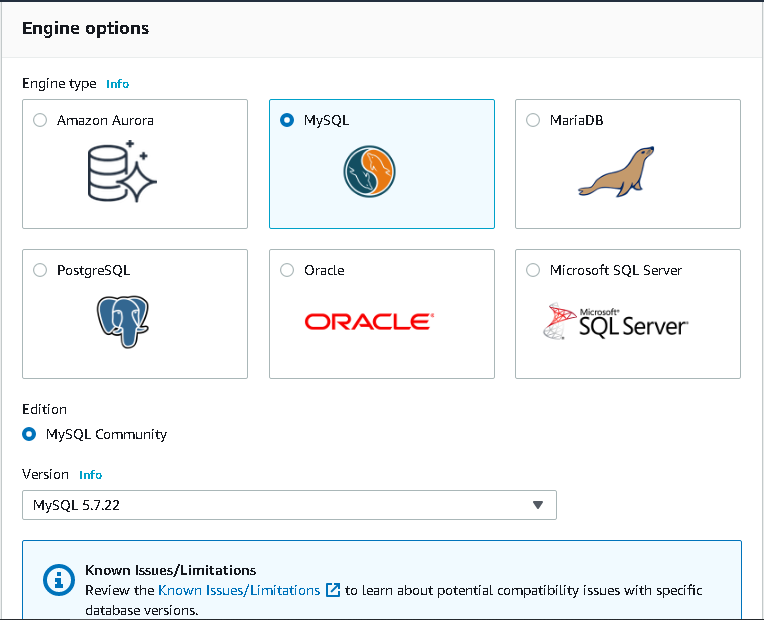 Engine options
Engine type Info
Amazon Aurora
MySQL
MariaDB
PostgreSQL
Oracle
Microsoft SQL Server
ORACLE
Microsoft®
SQL Server
Edition
MySQL Community
Version Info
MySQL 5.7.22
Known Issues/Limitations
Review the Known Issues/Limitations to learn about potential compatibility issues with specific
database versions.